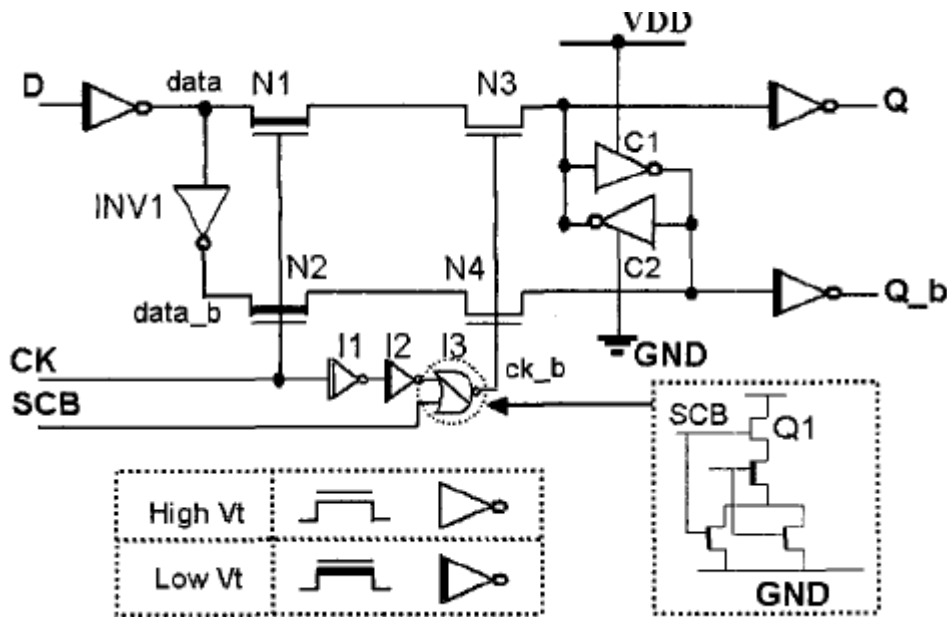 VDD
D
data
N1
N3
Q
C1
INV1
N2
N4
C2
data_b
Q_b
GND
CK
I1
I2
I3
ck_b
SCB
SCB
Q1
High Vt
Low Vt
GND